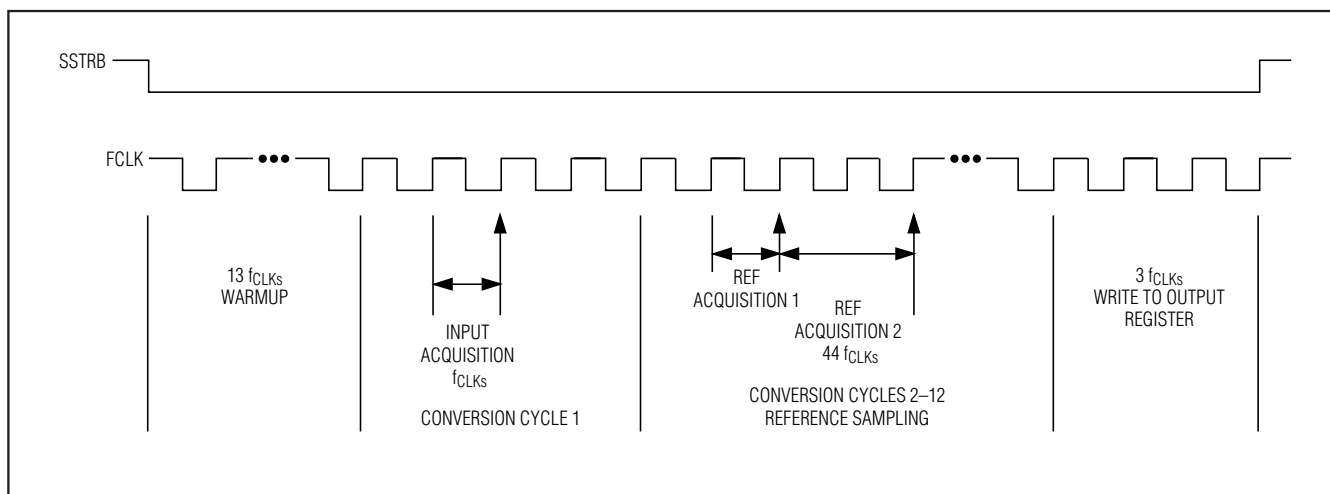 SSTRB
FCLK
13 fCLKs
WARMUP
INPUT
ACQUISITION
fCLKs
CONVERSION CYCLE 1
REF
ACQUISITION 1
REF
ACQUISITION 2
44 fCLKs
CONVERSION CYCLES 2–12
REFERENCE SAMPLING
3 fCLKs
WRITE TO OUTPUT
REGISTER